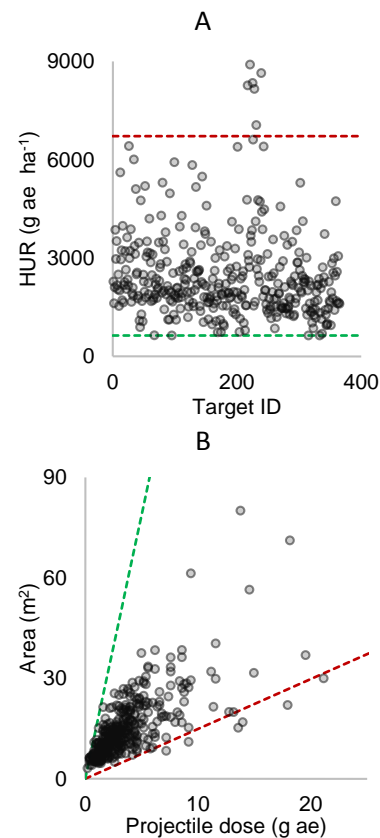 A
9000
6000
3000
0
HUR (g ae ha⁻¹)
0 200 400
Target ID
B
90
60
30
0
Area (m²)
0 10 20
Projectile dose (g ae)